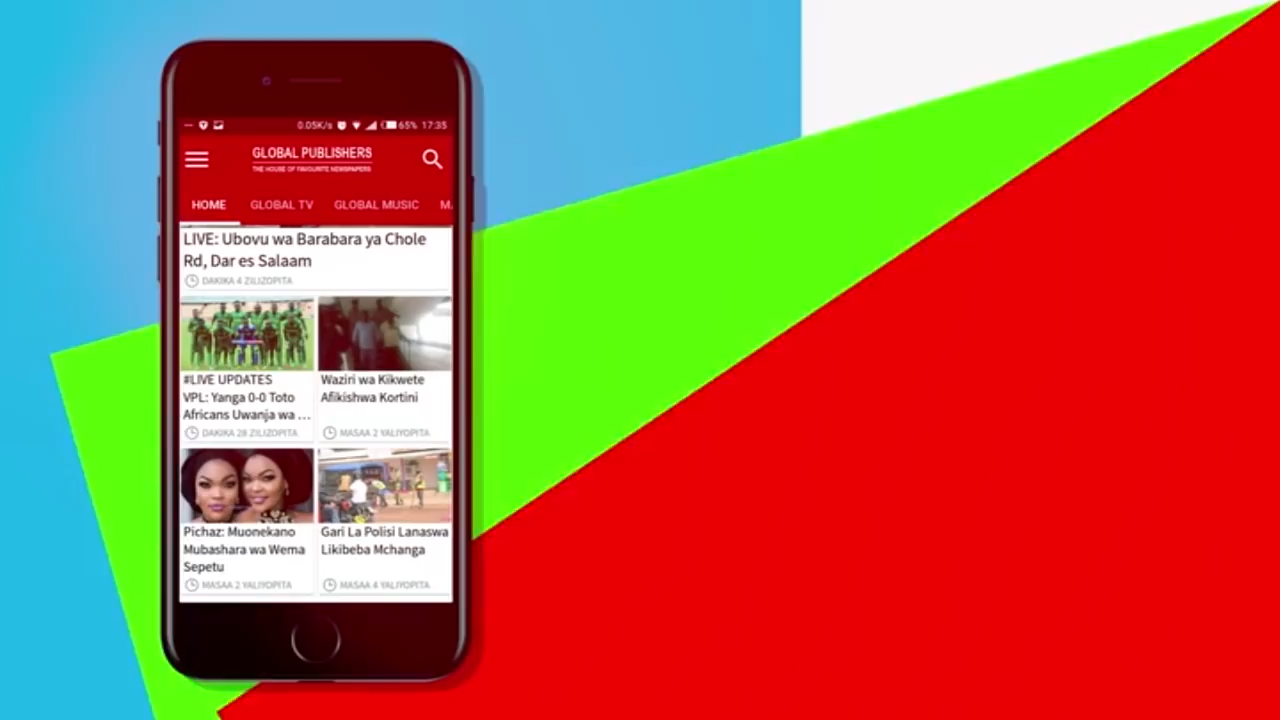 0.05K/s 65% 17:35
GLOBAL PUBLISHERS
THE HOUSE OF FAVOURITE NEWSPAPERS
HOME GLOBAL TV GLOBAL MUSIC MA
LIVE: Ubovu wa Barabara ya Chole
Rd, Dar es Salaam
DAKIKA 4 ZILIZOPITA
#LIVE UPDATES
VPL: Yanga 0-0 Toto
Africans Uwanja wa ...
DAKIKA 28 ZILIZOPITA
Waziri wa Kikwete
Afikishwa Kortini
MASAA 2 YALIYOPITA
Pichaz: Muonekano
Mubashara wa Wema
Sepetu
MASAA 2 YALIYOPITA
Gari La Polisi Lanaswa
Likibeba Mchanga
MASAA 4 YALIYOPITA